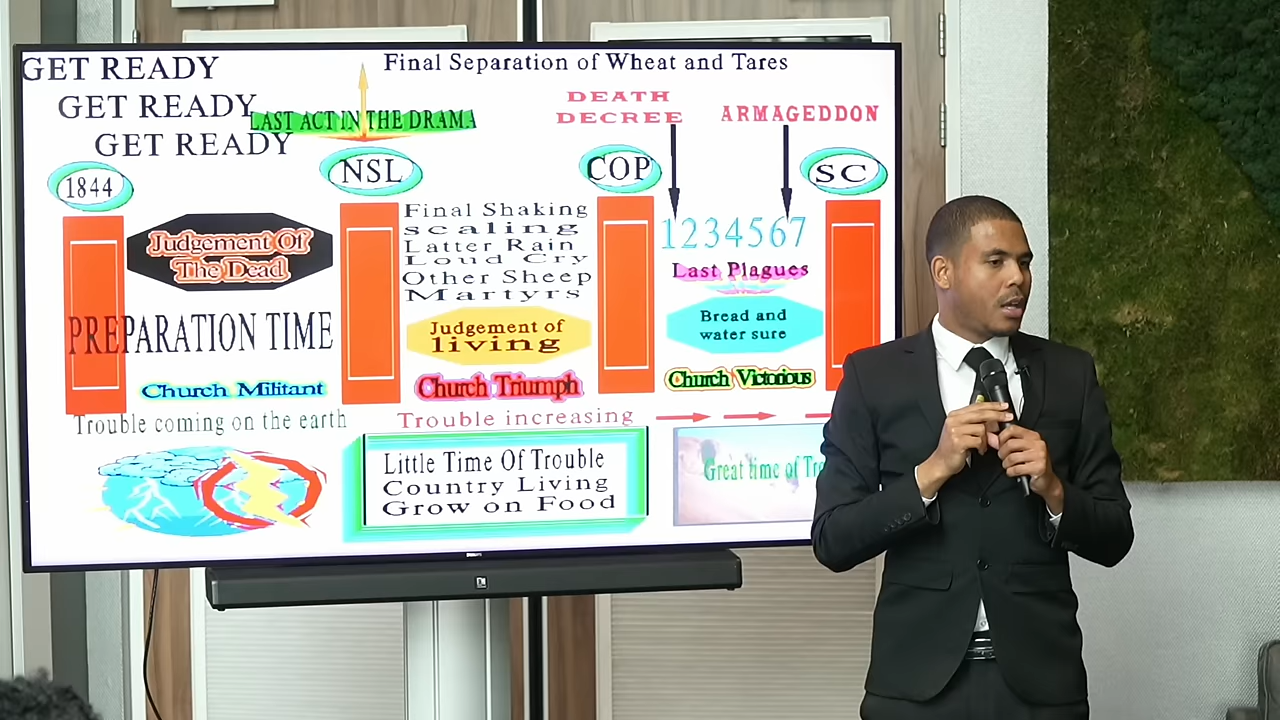 GET READY
GET READY
GET READY
Final Separation of Wheat and Tares
LAST ACT IN THE DRAMA
DEATH
DECREE
ARMAGEDDON
1844
NSL
COP
SC
Judgement Of
The Dead
PREPARATION TIME
Church Militant
Final Shaking
scaling
Latter Rain
Loud Cry
Other Sheep
Martyrs
Judgement of
living
Church Triumph
1234567
Last Plagues
Bread and
water sure
Church Victorious
Trouble coming on the earth
Trouble increasing
Little Time Of Trouble
Country Living
Grow on Food
Great time of